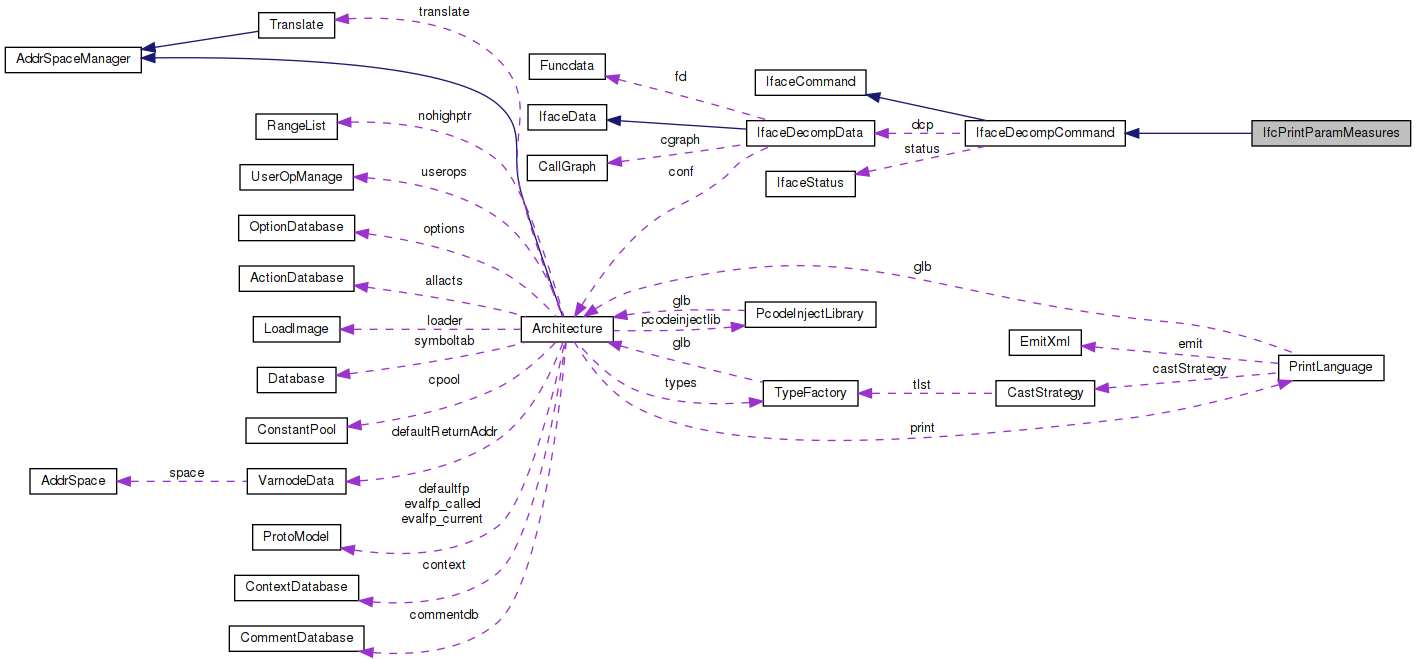 translate
Translate
AddrSpaceManager
Funcdata
fd
IfaceCommand
nohighptr
RangeList
IfaceData
cgraph
IfaceDecompData
dcp
IfaceDecompCommand
IfcPrintParamMeasures
status
userops
UserOpManage
CallGraph
conf
IfaceStatus
options
OptionDatabase
allacts
ActionDatabase
glb
loader
LoadImage
symboltab
Architecture
glb
pcodeinjectlib
PcodeInjectLibrary
glb
EmitXml
emit
castStrategy
PrintLanguage
Database
cpool
types
TypeFactory
tlst
CastStrategy
ConstantPool
defaultReturnAddr
print
AddrSpace
space
VarnodeData
defaultfp
evalfp_called
evalfp_current
ProtoModel
context
ContextDatabase
commentdb
CommentDatabase